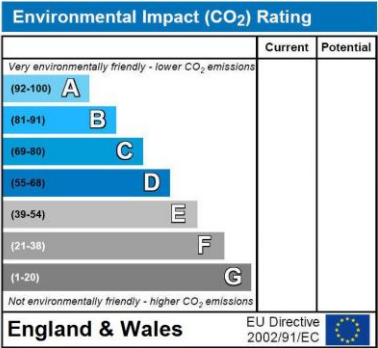 Environmental Impact (CO₂) Rating
Current Potential
Very environmentally friendly - lower CO₂ emissions
(92-100) A
(81-91) B
(69-80) C
(55-68) D
(39-54) E
(21-38) F
(1-20) G
Not environmentally friendly - higher CO₂ emissions
England & Wales
EU Directive
2002/91/EC